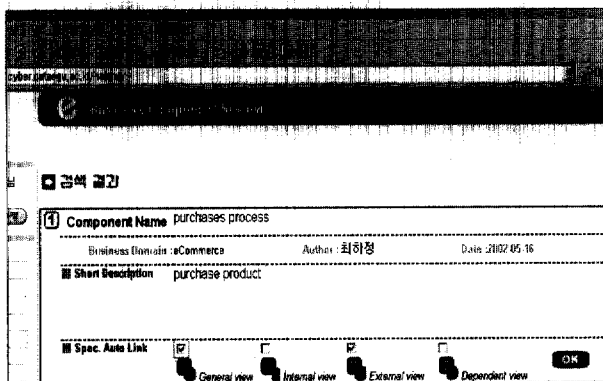 검색 결과
1 Component Name purchases process
Business Domain : eCommerce Author : 최하정 Date : 2002-05-16
Short Description purchase product
Spec. Auto Link
General view Internal view External view Dependent view OK